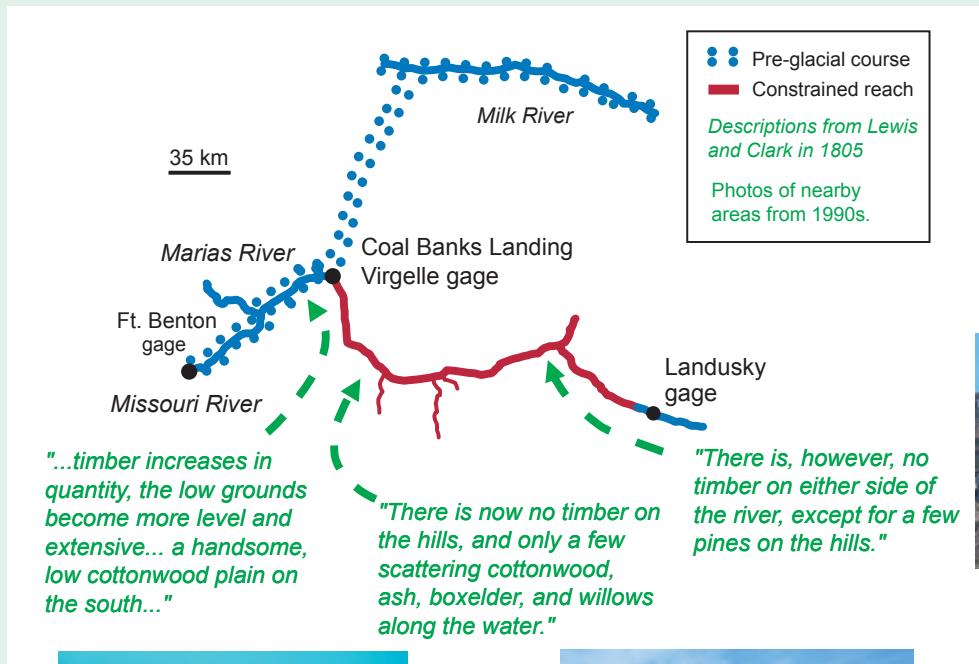 Pre-glacial course
Constrained reach
Descriptions from Lewis
and Clark in 1805
Photos of nearby
areas from 1990s.
Milk River
35 km
Marias River
Coal Banks Landing
Virgelle gage
Ft. Benton
gage
Missouri River
Landusky
gage
"...timber increases in
quantity, the low grounds
become more level and
extensive... a handsome,
low cottonwood plain on
the south..."
"There is now no timber on
the hills, and only a few
scattering cottonwood,
ash, boxelder, and willows
along the water."
"There is, however, no
timber on either side of
the river, except for a few
pines on the hills."